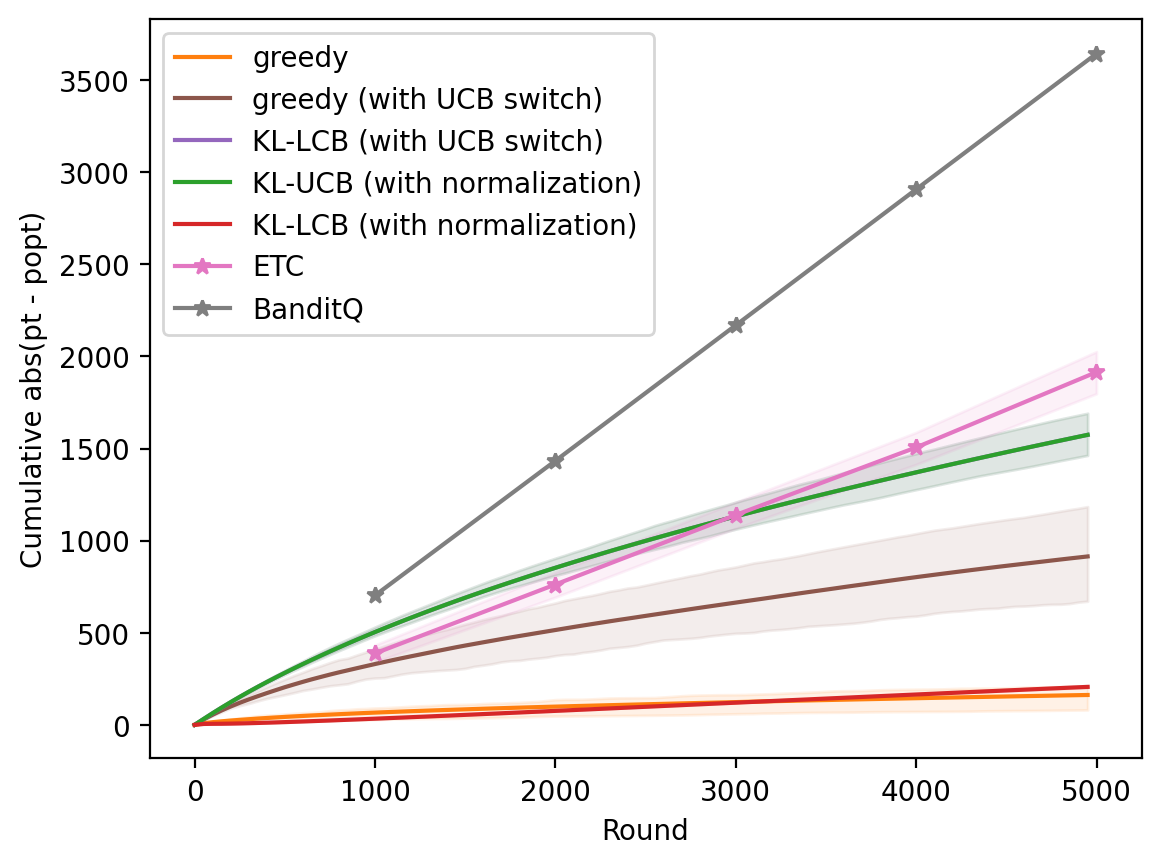 greedy
greedy (with UCB switch)
KL-LCB (with UCB switch)
KL-UCB (with normalization)
KL-LCB (with normalization)
ETC
BanditQ
Cumulative abs(pt - popt)
3500
3000
2500
2000
1500
1000
500
0
0 1000 2000 3000 4000 5000
Round